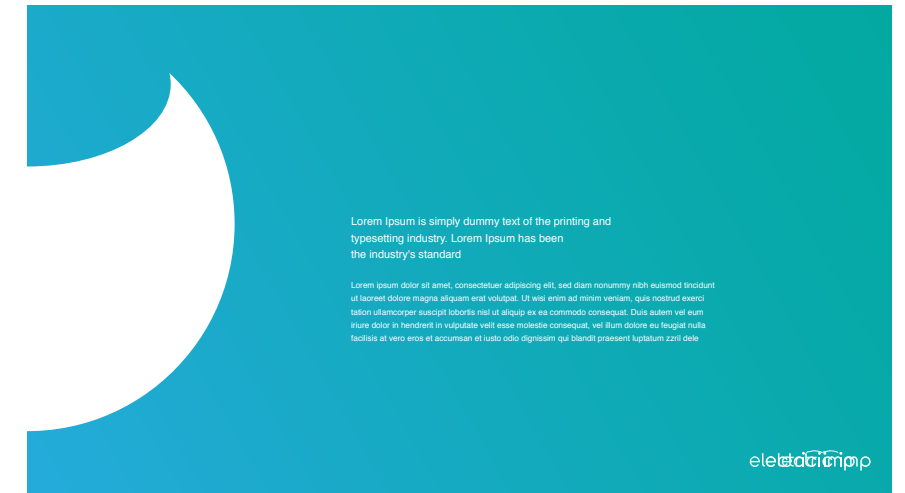 Lorem Ipsum is simply dummy text of the printing and
typesetting industry. Lorem Ipsum has been
the industry's standard
Lorem ipsum dolor sit amet, consectetuer adipiscing elit, sed diam nonummy nibh euismod tincidunt
ut laoreet dolore magna aliquam erat volutpat. Ut wisi enim ad minim veniam, quis nostrud exerci
tation ullamcorper suscipit lobortis nisl ut aliquip ex ea commodo consequat. Duis autem vel eum
iriure dolor in hendrerit in vulputate velit esse molestie consequat, vel illum dolore eu feugiat nulla
facilisis at vero eros et accumsan et iusto odio dignissim qui blandit praesent luptatum zzril dele